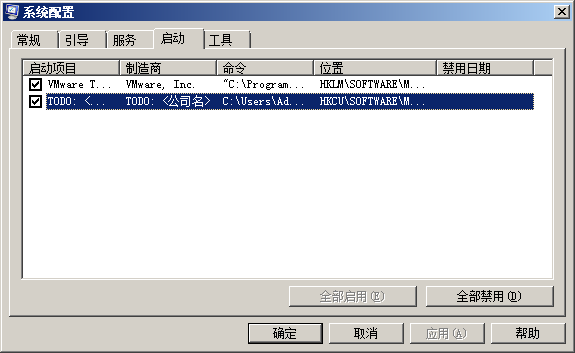 系统配置
常规 引导 服务 启动 工具
启动项目 制造商 命令 位置 禁用日期
VMware T... VMware, Inc. "C:\Program... HKLM\SOFTWARE\M...
TODO: <... TODO: <公司名> C:\Users\Ad... HKCU\SOFTWARE\M...
全部启用(E) 全部禁用(D)
确定 取消 应用(A) 帮助